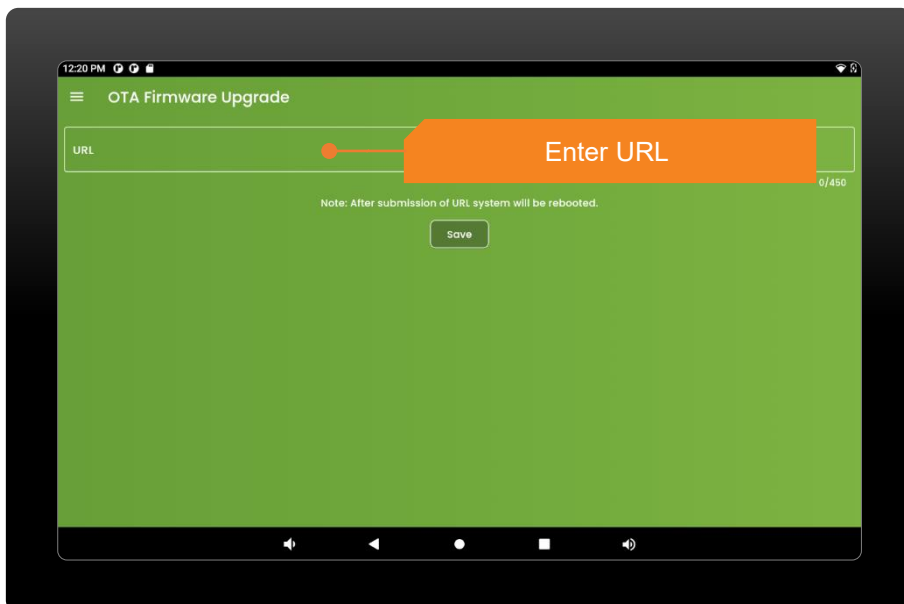 12:20 PM
OTA Firmware Upgrade
URL
Enter URL
0/450
Note: After submission of URL system will be rebooted.
Save